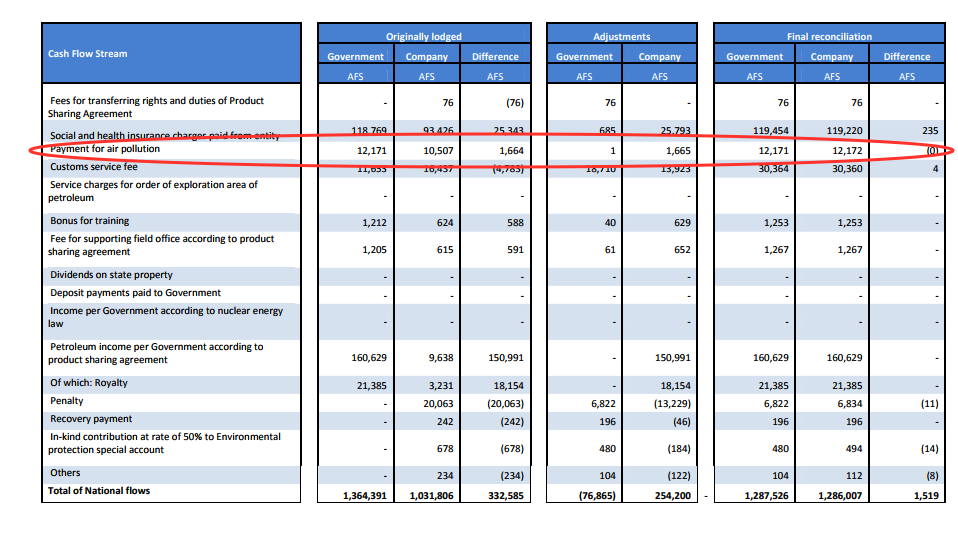 Originally lodged Adjustments Final reconciliation
Cash Flow Stream
Government Company Difference Government Company Government Company Difference
AFS AFS AFS AFS AFS AFS AFS AFS
Fees for transferring rights and duties of Product
Sharing Agreement - 76 (76) 76 - 76 76 -
Social and health insurance charger paid from entity 118,769 93,426 25,343 685 25,793 119,454 119,220 235
Payment for air pollution 12,171 10,507 1,664 1 1,665 12,171 12,172 (0)
Customs service fee 11,653 16,437 (4,783) 18,710 13,923 30,364 30,360 4
Service charges for order of exploration area of
petroleum - - - - - - - -
Bonus for training 1,212 624 588 40 629 1,253 1,253 -
Fee for supporting field office according to product
sharing agreement 1,205 615 591 61 652 1,267 1,267 -
Dividends on state property - - - - - - - -
Deposit payments paid to Government - - - - - - - -
Income per Government according to nuclear energy
law - - - - - - - -
Petroleum income per Government according to
product sharing agreement 160,629 9,638 150,991 - 150,991 160,629 160,629 -
Of which: Royalty 21,385 3,231 18,154 - 18,154 21,385 21,385 -
Penalty - 20,063 (20,063) 6,822 (13,229) 6,822 6,834 (11)
Recovery payment - 242 (242) 196 (46) 196 196 -
In-kind contribution at rate of 50% to Environmental
protection special account - 678 (678) 480 (184) 480 494 (14)
Others - 234 (234) 104 (122) 104 112 (8)
Total of National flows 1,364,391 1,031,806 332,585 (76,865) 254,200 - 1,287,526 1,286,007 1,519